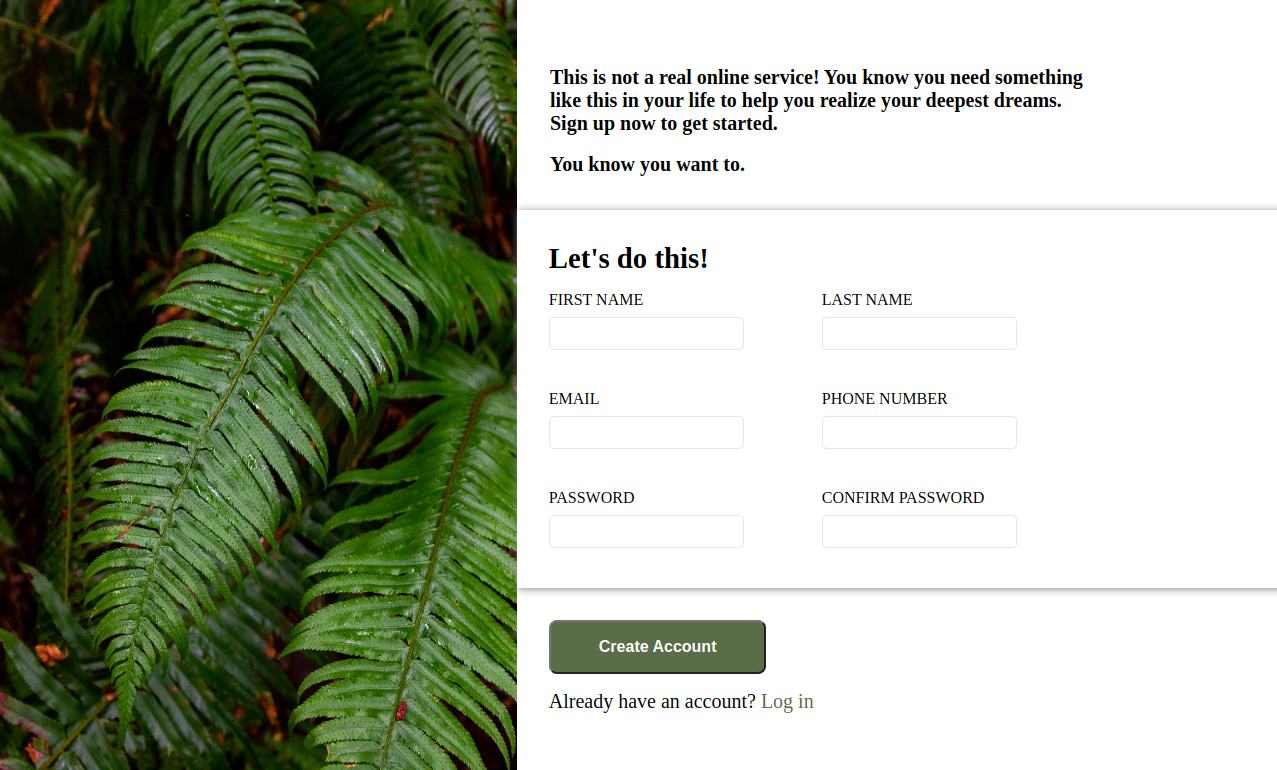 This is not a real online service! You know you need something
like this in your life to help you realize your deepest dreams.
Sign up now to get started.
You know you want to.
Let's do this!
FIRST NAME
LAST NAME
EMAIL
PHONE NUMBER
PASSWORD
CONFIRM PASSWORD
Create Account
Already have an account? Log in